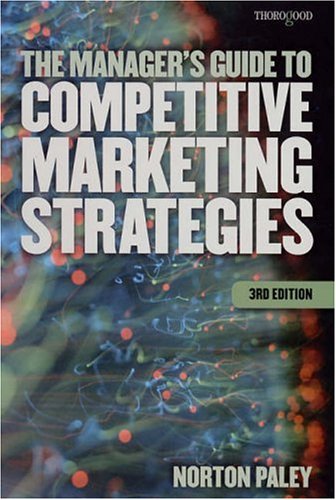 THOROGOOD
THE MANAGER'S GUIDE TO
COMPETITIVE
MARKETING
STRATEGIES
3RD EDITION
NORTON PALEY